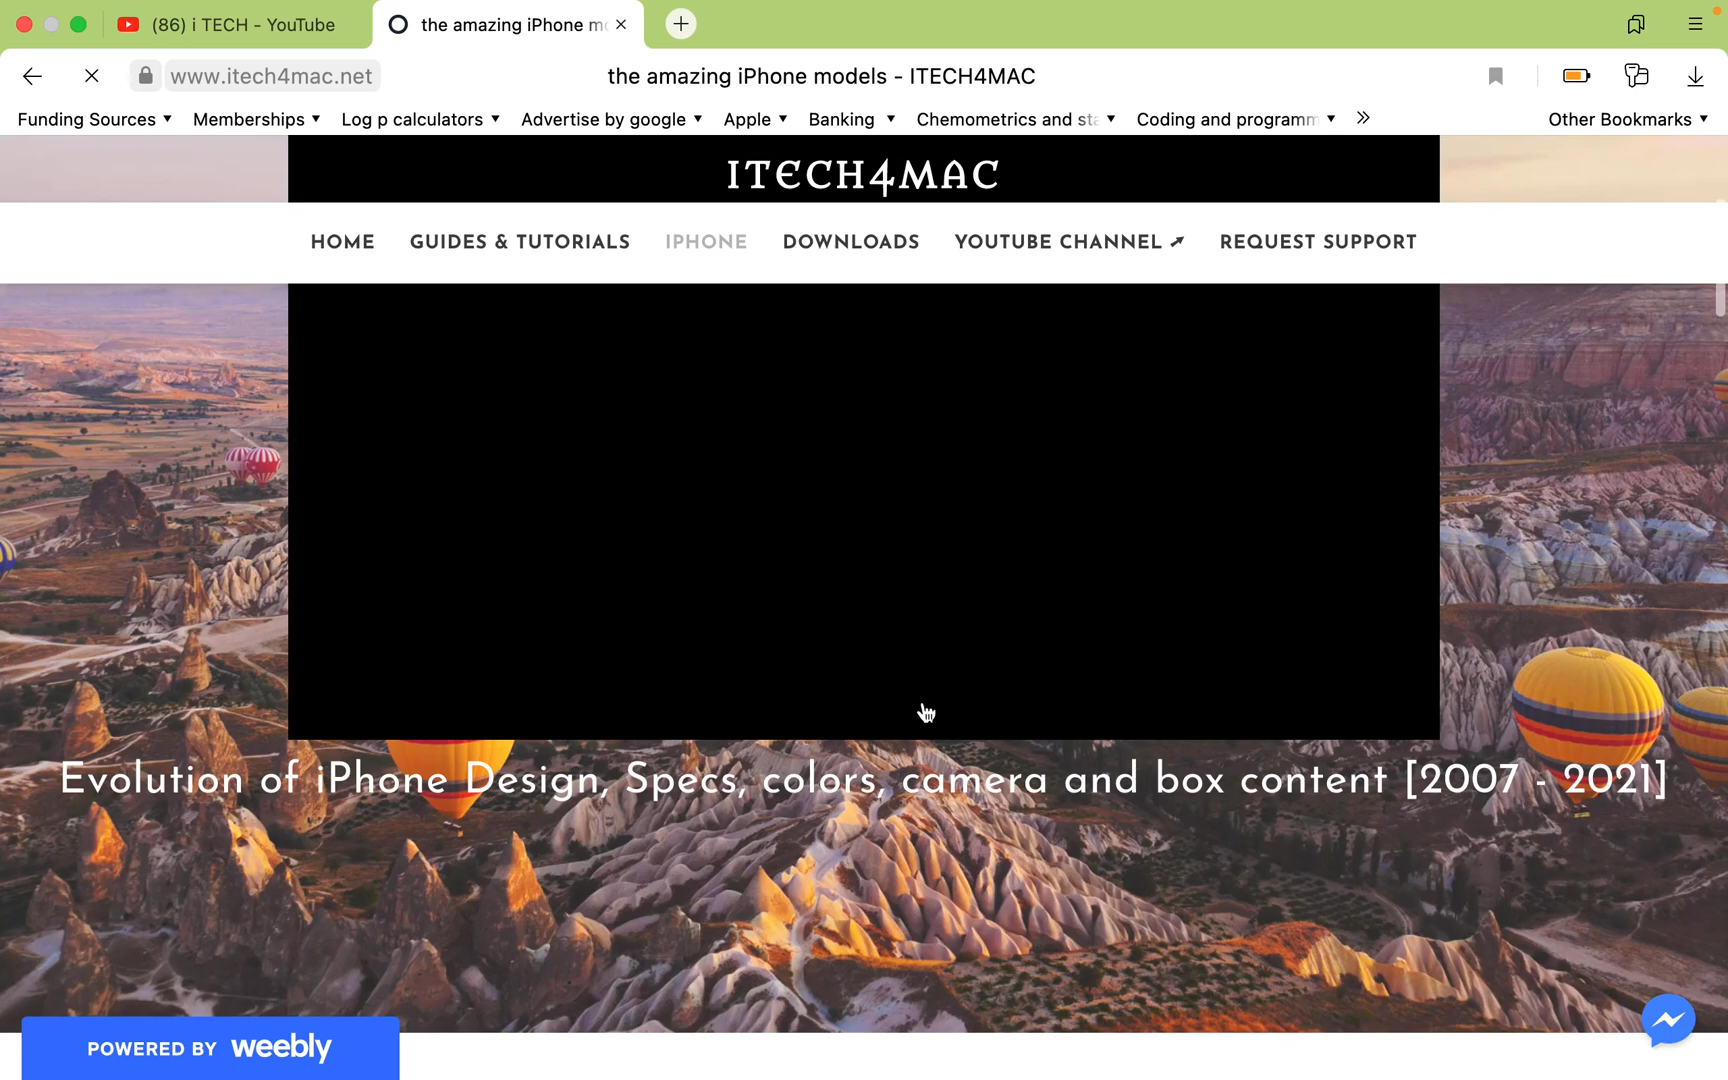 (86) i TECH - YouTube
the amazing iPhone mo
www.itech4mac.net
the amazing iPhone models - ITECH4MAC
Funding Sources
Memberships
Log p calculators
Advertise by google
Apple
Banking
Chemometrics and sta
Coding and programm
Other Bookmarks
ITECH4MAC
HOME
GUIDES & TUTORIALS
IPHONE
DOWNLOADS
YOUTUBE CHANNEL
REQUEST SUPPORT
Evolution of iPhone Design, Specs, colors, camera and box content [2007 - 2021]
POWERED BY weebly